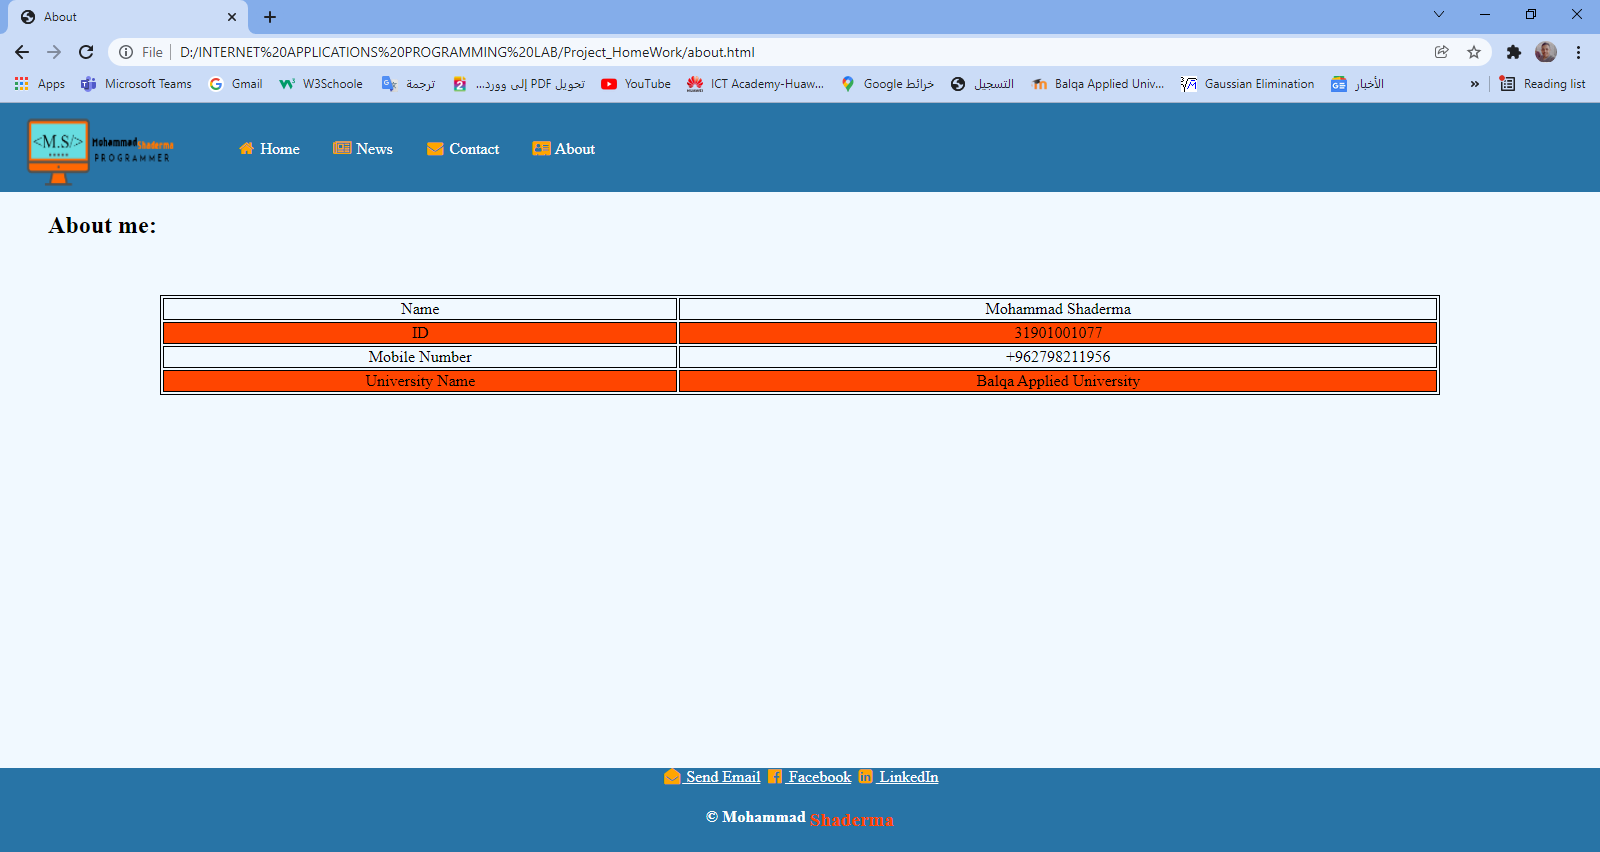 About
File D:/INTERNET%20APPLICATIONS%20PROGRAMMING%20LAB/Project_HomeWork/about.html
Apps Microsoft Teams Gmail W3Schoole ترجمة تحويل PDF إلى وورد... YouTube ICT Academy-Huaw... خرائط Google التسجيل Balqa Applied Univ... Gaussian Elimination الأخبار » Reading list
<M.S/> MohammadShaderma
PROGRAMMER
Home News Contact About
About me:
Name Mohammad Shaderma
ID 31901001077
Mobile Number +962798211956
University Name Balqa Applied University
Send Email Facebook LinkedIn
© Mohammad Shaderma